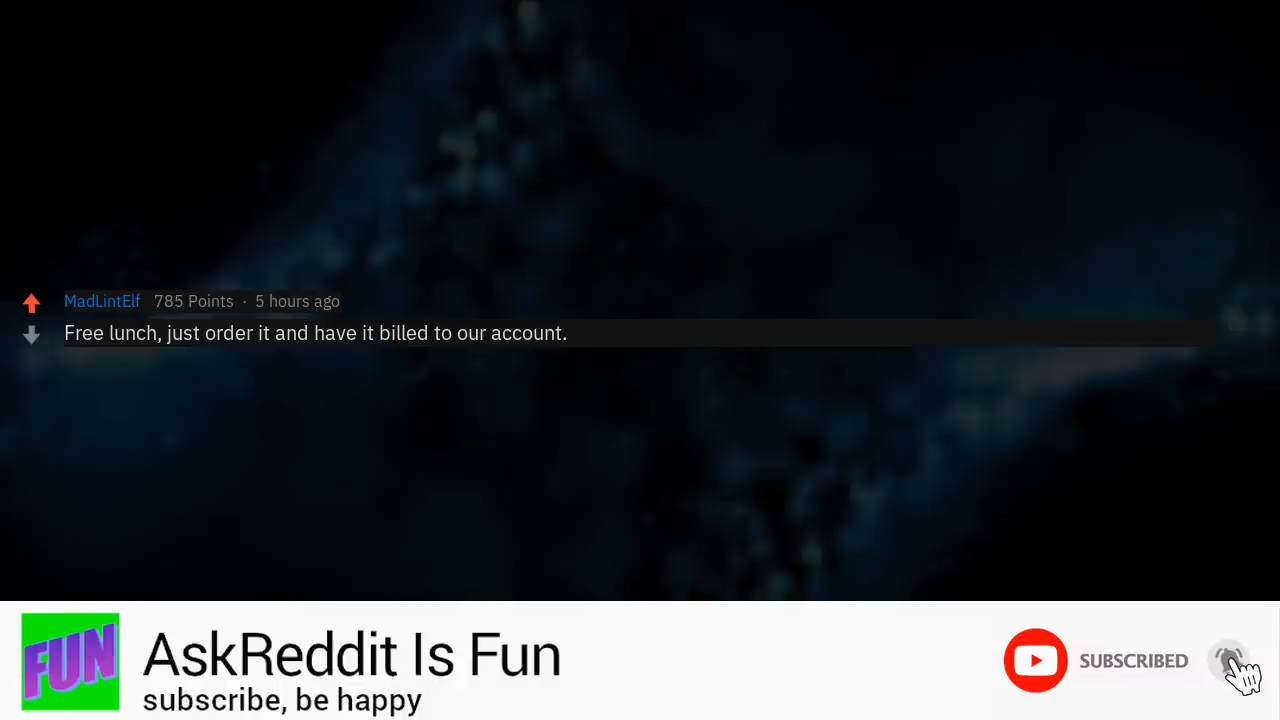 MadLintElf 785 Points · 5 hours ago
Free lunch, just order it and have it billed to our account.
FUN
AskReddit Is Fun
subscribe, be happy
SUBSCRIBED